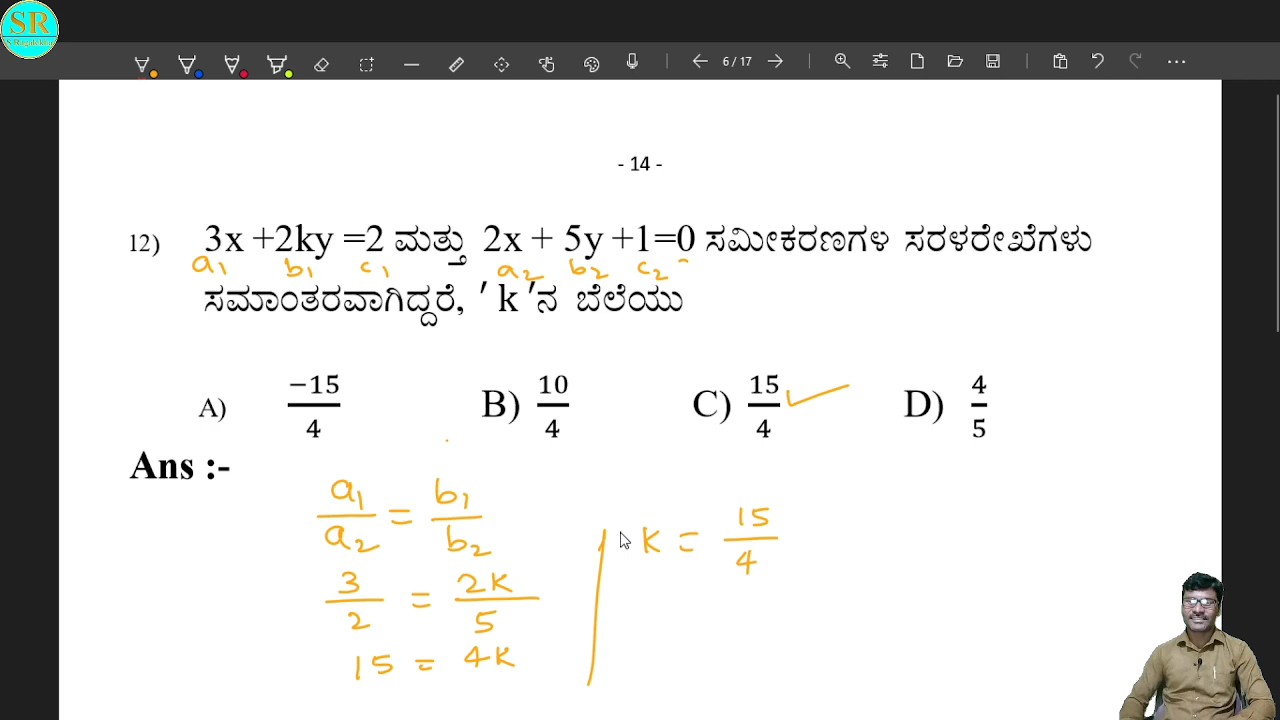 SR
6 / 17
- 14 -
12) 3x +2ky =2 ಮತ್ತು 2x + 5y +1=0 ಸಮೀಕರಣಗಳ ಸರಳರೇಖೆಗಳು
a₁ b₁ c₁ a₂ b₂ c₂
ಸಮಾಂತರವಾಗಿದ್ದರೆ, ' k 'ನ ಬೆಲೆಯು
A) −15/4 B) 10/4 C) 15/4 ✓ D) 4/5
Ans :-
a₁/a₂ = b₁/b₂
3/2 = 2K/5
15 = 4K
K = 15/4